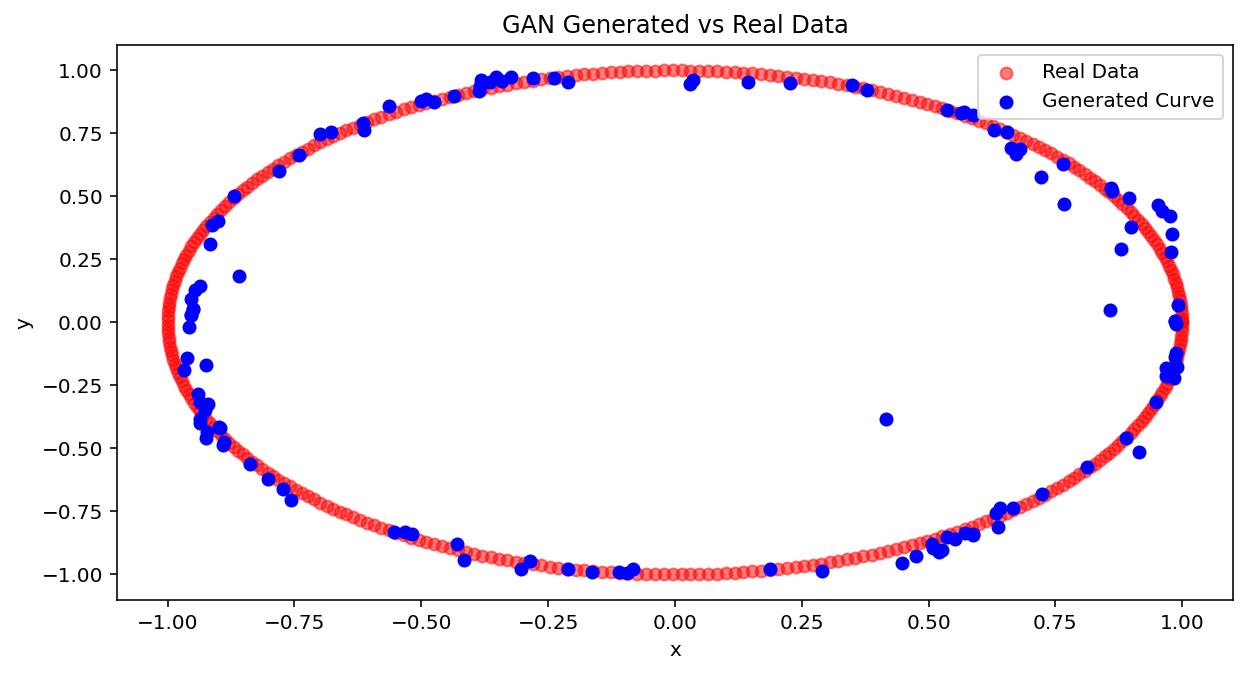 GAN Generated vs Real Data
Real Data
Generated Curve
1.00
0.75
0.50
0.25
0.00
−0.25
−0.50
−0.75
−1.00
y
−1.00 −0.75 −0.50 −0.25 0.00 0.25 0.50 0.75 1.00
x